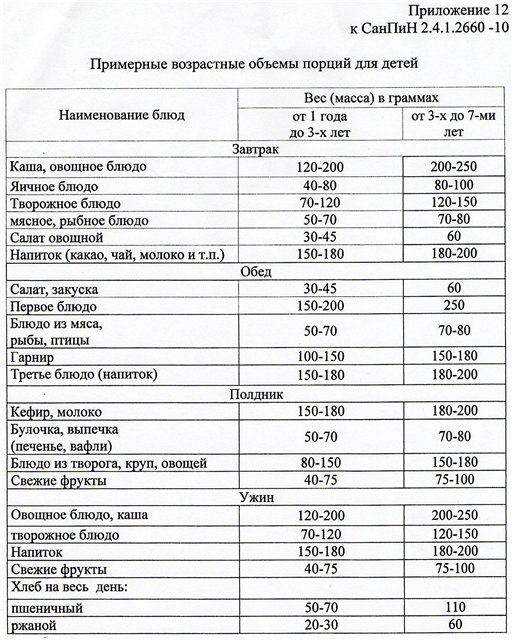 Приложение 12
к СанПиН 2.4.1.2660 -10
Примерные возрастные объемы порций для детей
Наименование блюд
Вес (масса) в граммах
от 1 года
до 3-х лет
от 3-х до 7-ми
лет
Завтрак
Каша, овощное блюдо 120-200 200-250
Яичное блюдо 40-80 80-100
Творожное блюдо 70-120 120-150
мясное, рыбное блюдо 50-70 70-80
Салат овощной 30-45 60
Напиток (какао, чай, молоко и т.п.) 150-180 180-200
Обед
Салат, закуска 30-45 60
Первое блюдо 150-200 250
Блюдо из мяса,
рыбы, птицы 50-70 70-80
Гарнир 100-150 150-180
Третье блюдо (напиток) 150-180 180-200
Полдник
Кефир, молоко 150-180 180-200
Булочка, выпечка
(печенье, вафли) 50-70 70-80
Блюдо из творога, круп, овощей 80-150 150-180
Свежие фрукты 40-75 75-100
Ужин
Овощное блюдо, каша 120-200 200-250
творожное блюдо 70-120 120-150
Напиток 150-180 180-200
Свежие фрукты 40-75 75-100
Хлеб на весь день:
пшеничный 50-70 110
ржаной 20-30 60